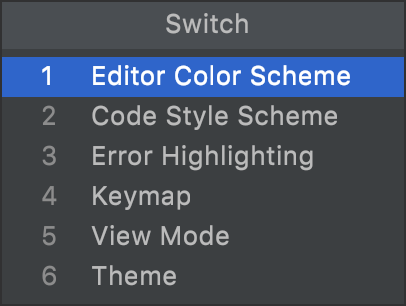 Switch
1 Editor Color Scheme
2 Code Style Scheme
3 Error Highlighting
4 Keymap
5 View Mode
6 Theme